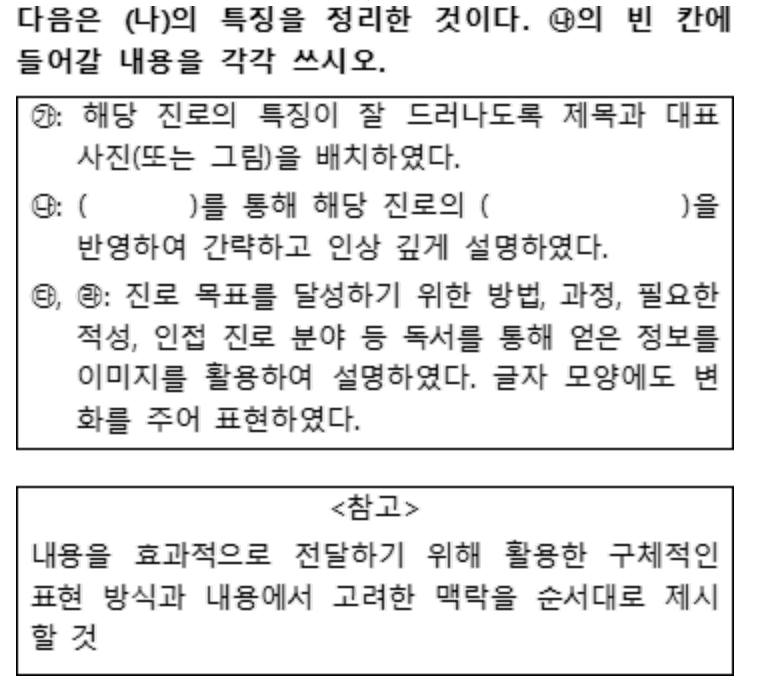 다음은 (나)의 특징을 정리한 것이다. ㉯의 빈 칸에
들어갈 내용을 각각 쓰시오.
㉮: 해당 진로의 특징이 잘 드러나도록 제목과 대표
사진(또는 그림)을 배치하였다.
㉯: (          )를 통해 해당 진로의 (                    )을
반영하여 간략하고 인상 깊게 설명하였다.
㉰, ㉱: 진로 목표를 달성하기 위한 방법, 과정, 필요한
적성, 인접 진로 분야 등 독서를 통해 얻은 정보를
이미지를 활용하여 설명하였다. 글자 모양에도 변
화를 주어 표현하였다.
<참고>
내용을 효과적으로 전달하기 위해 활용한 구체적인
표현 방식과 내용에서 고려한 맥락을 순서대로 제시
할 것